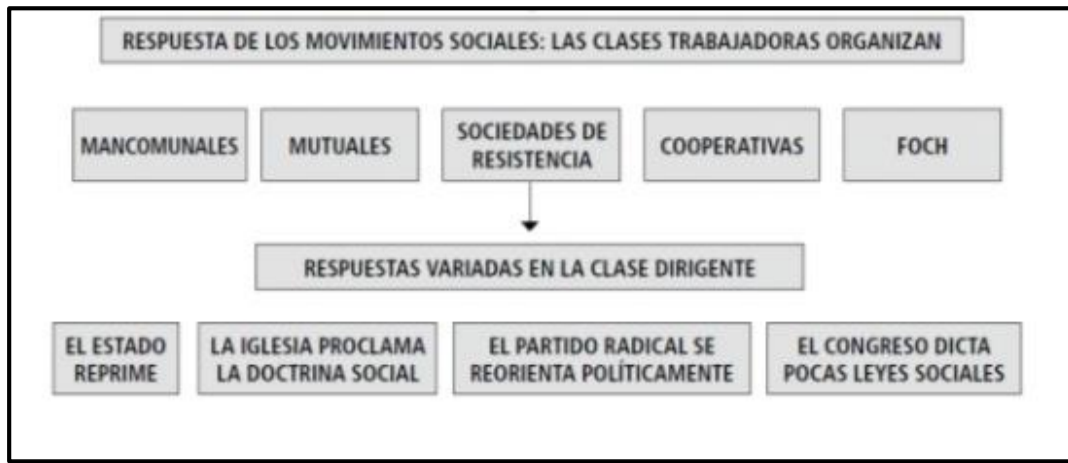 RESPUESTA DE LOS MOVIMIENTOS SOCIALES: LAS CLASES TRABAJADORAS ORGANIZAN
MANCOMUNALES
MUTUALES
SOCIEDADES DE
RESISTENCIA
COOPERATIVAS
FOCH
RESPUESTAS VARIADAS EN LA CLASE DIRIGENTE
EL ESTADO
REPRIME
LA IGLESIA PROCLAMA
LA DOCTRINA SOCIAL
EL PARTIDO RADICAL SE
REORIENTA POLÍTICAMENTE
EL CONGRESO DICTA
POCAS LEYES SOCIALES